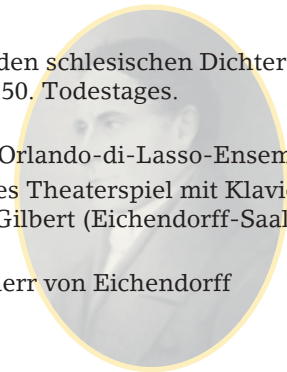 den schlesischen Dichter
50. Todestages.
Orlando-di-Lasso-Ensem
es Theaterspiel mit Klavie
Gilbert (Eichendorff-Saal
err von Eichendorff